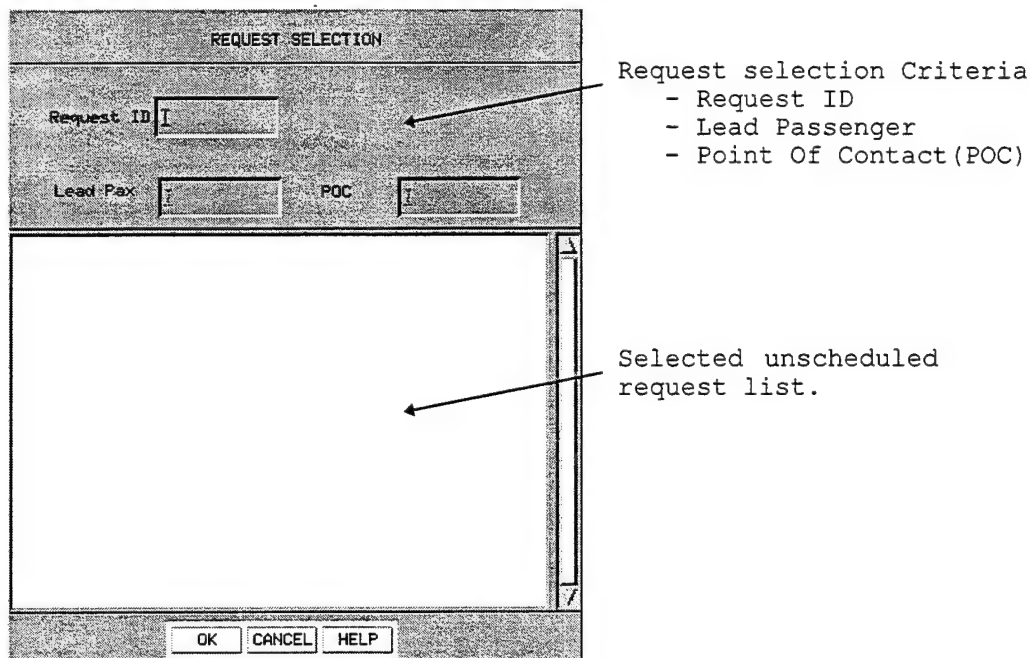 REQUEST SELECTION
Request ID
Lead Pax POC
Request selection Criteria
- Request ID
- Lead Passenger
- Point Of Contact(POC)
Selected unscheduled
request list.
OK CANCEL HELP